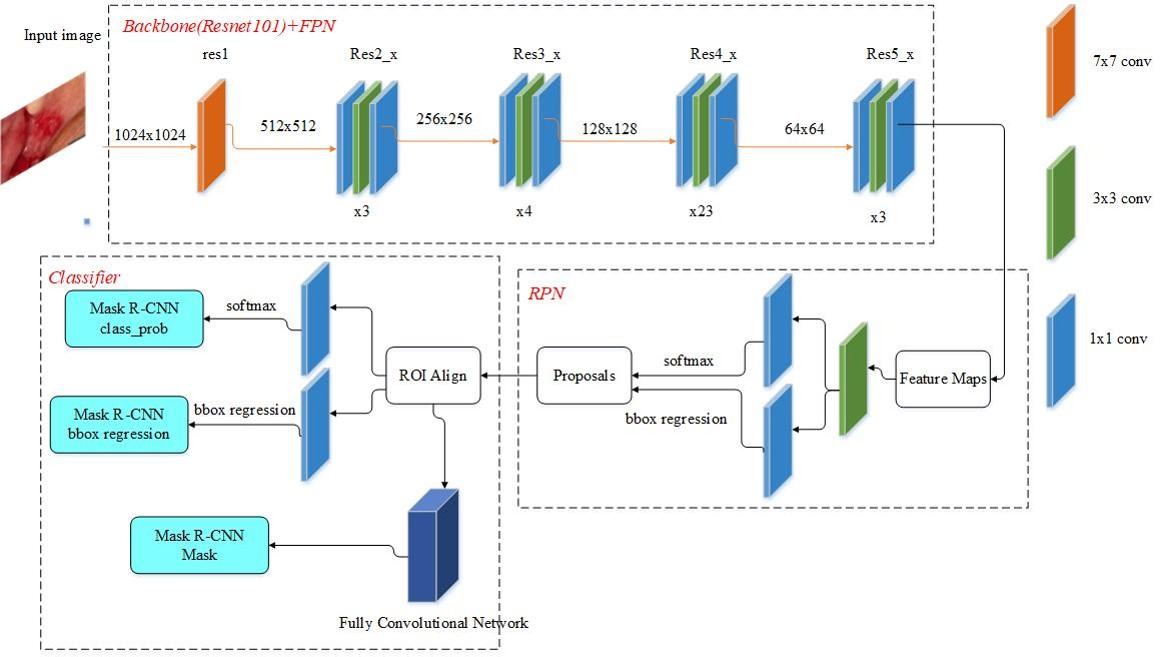 Backbone(Resnet101)+FPN
Input image
res1
Res2_x
Res3_x
Res4_x
Res5_x
7x7 conv
1024x1024
512x512
256x256
128x128
64x64
x3
x4
x23
x3
3x3 conv
Classifier
Mask R-CNN
class_prob
softmax
Mask R-CNN
bbox regression
bbox regression
ROI Align
Mask R-CNN
Mask
Fully Convolutional Network
RPN
Proposals
softmax
bbox regression
Feature Maps
1x1 conv